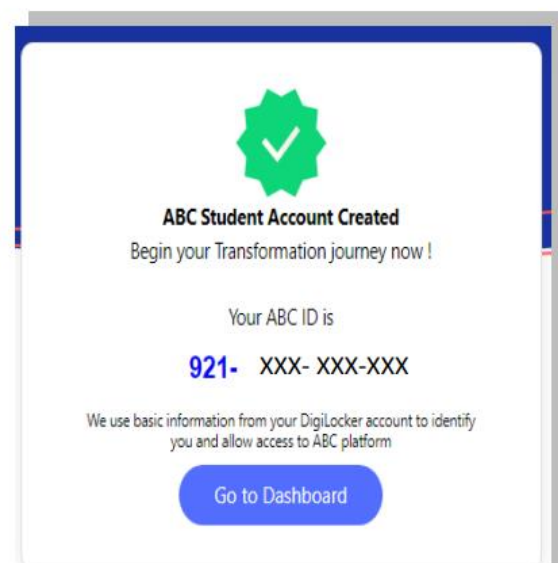 ABC Student Account Created
Begin your Transformation journey now !
Your ABC ID is
921- XXX- XXX-XXX
We use basic information from your DigiLocker account to identify
you and allow access to ABC platform
Go to Dashboard